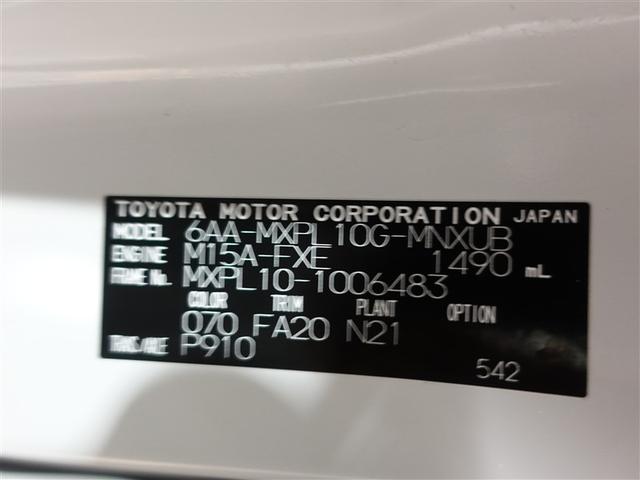 TOYOTA MOTOR CORPORATION JAPAN
MODEL 6AA-MXPL10G-MNXUB
ENGINE M15A-FXE 1490 mL
FRAME No. MXPL10-1006483
COLOR TRIM PLANT OPTION
070 FA20 N21
TRANS/AXLE P910
542